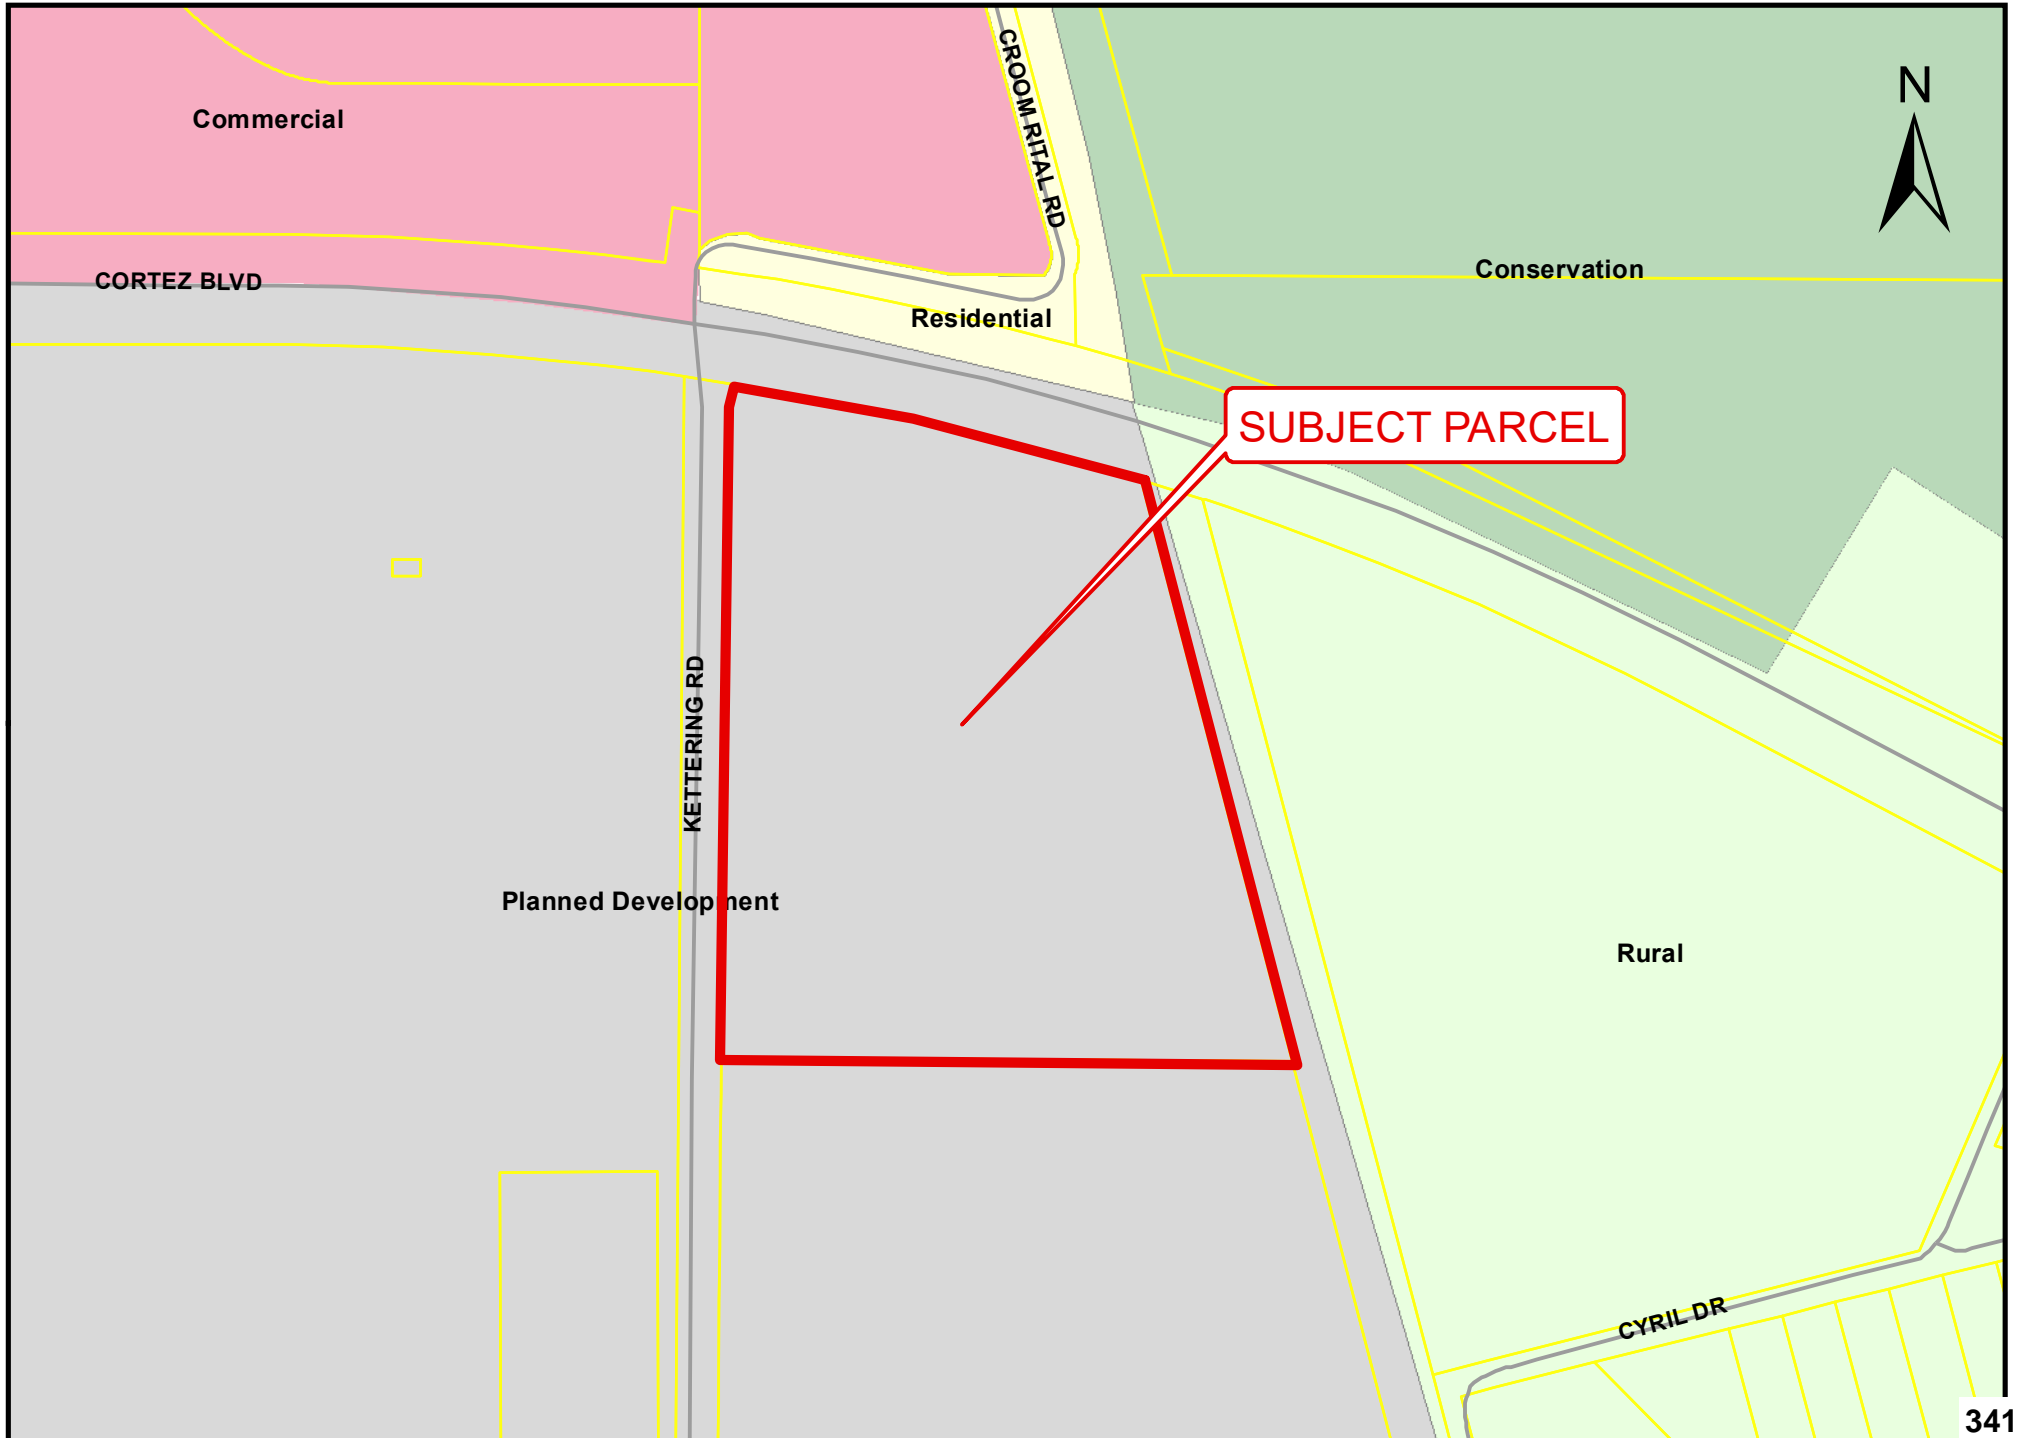 CROOM RITAL RD
N
Commercial
Conservation
CORTEZ BLVD
Residential
SUBJECT PARCEL
KETTERING RD
Planned Development
Rural
CYRIL DR
341